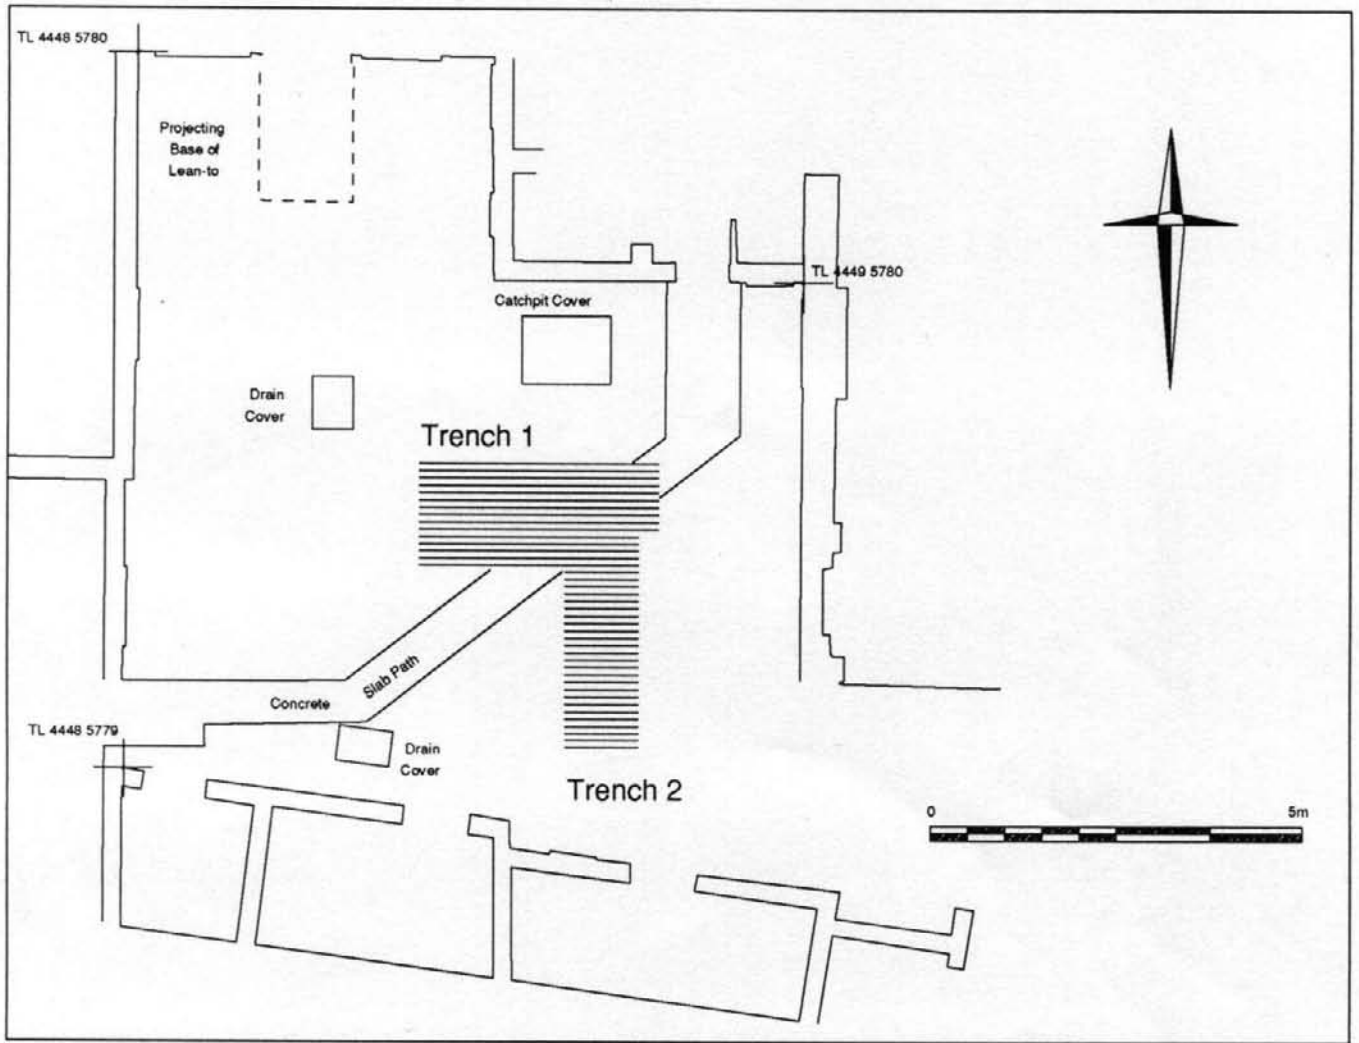 TL 4448 5780
Projecting
Base of
Lean-to
TL 4449 5780
Catchpit Cover
Drain
Cover
Trench 1
Slab Path
Concrete
TL 4448 5779
Drain
Cover
Trench 2
0 5m